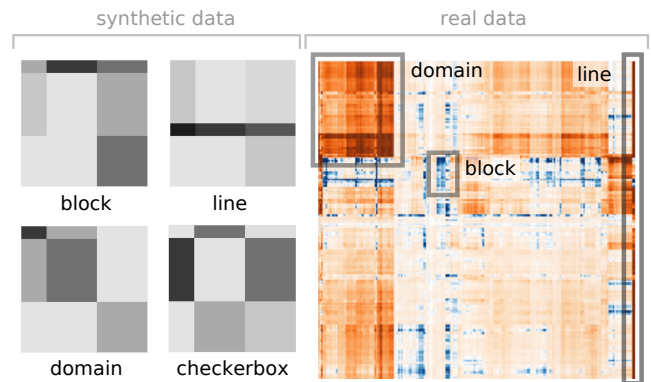 synthetic data
real data
block
line
domain
checkerbox
domain
line
block